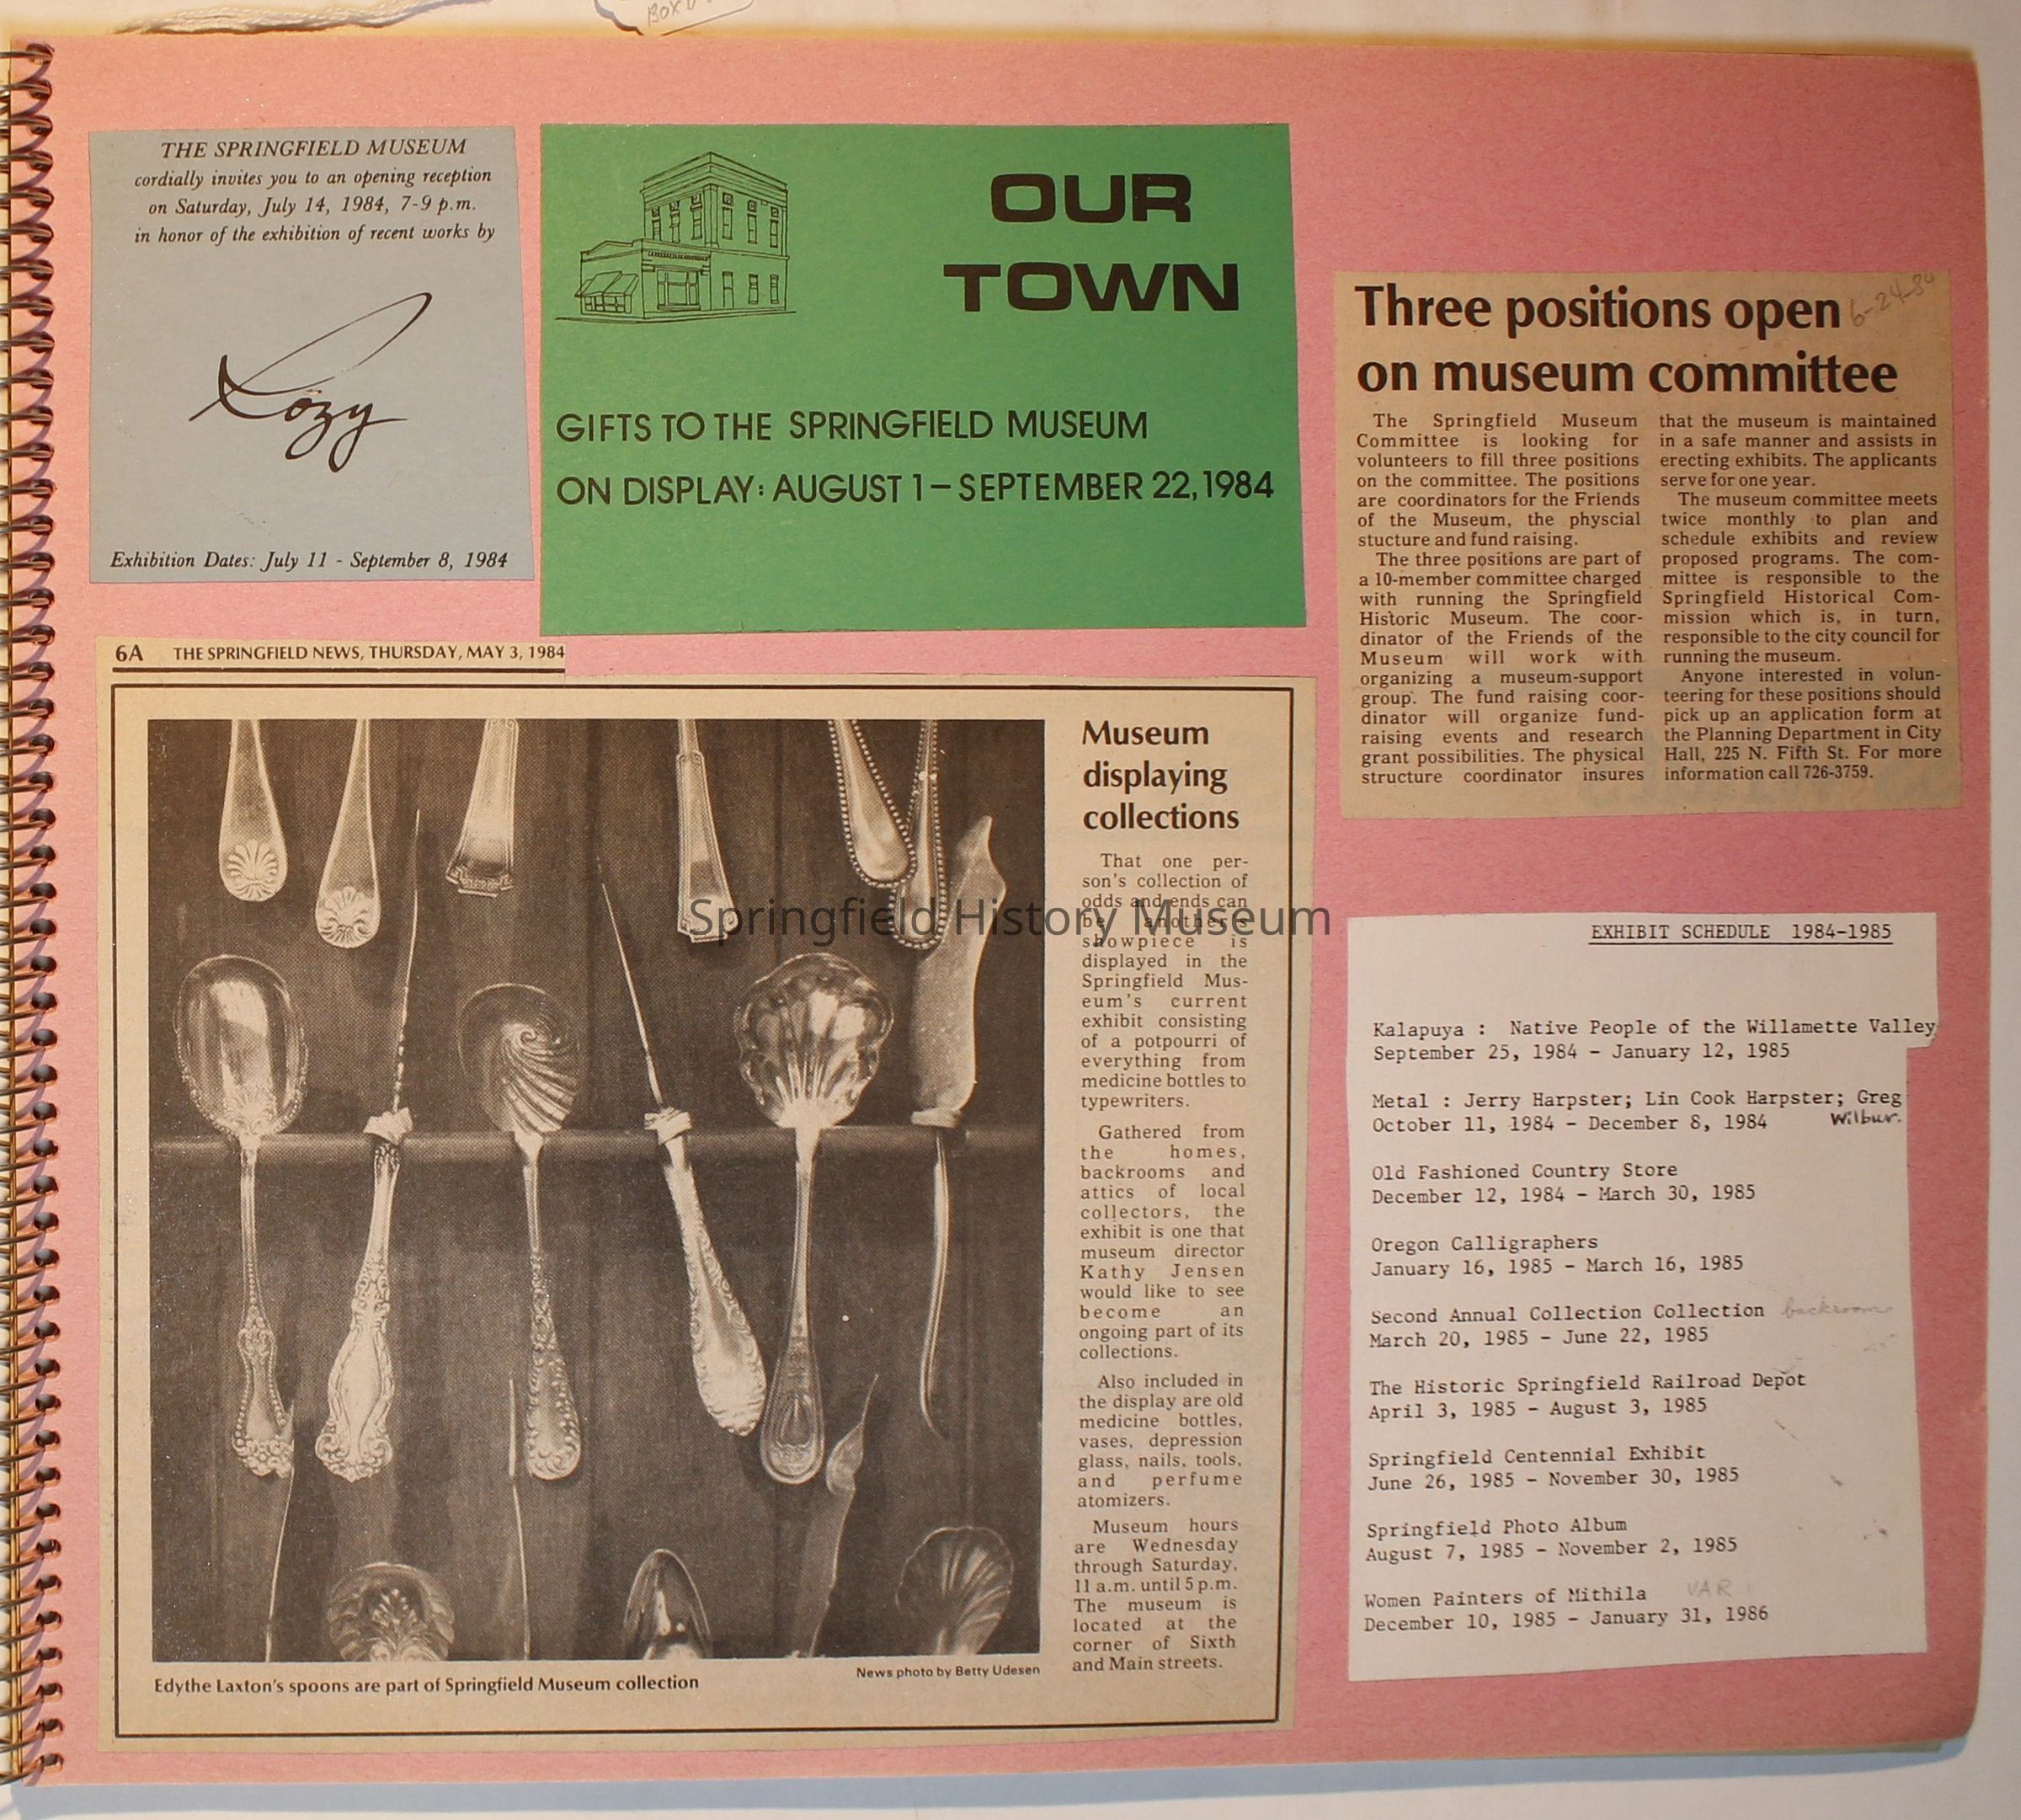 BOX
THE SPRINGFIELD MUSEUM
cordially invites you to an opening reception
on Saturday, July 14, 1984, 7-9 p.m.
in honor of the exhibition of recent works by
Rozy
Exhibition Dates: July 11 - September 8, 1984
OUR
TOWN
GIFTS TO THE SPRINGFIELD MUSEUM
ON DISPLAY: AUGUST 1 – SEPTEMBER 22, 1984
Three positions open
6-24-84
on museum committee
The Springfield Museum
Committee is looking for
volunteers to fill three positions
on the committee. The positions
are coordinators for the Friends
of the Museum, the physcial
stucture and fund raising.
The three positions are part of
a 10-member committee charged
with running the Springfield
Historic Museum. The coor-
dinator of the Friends of the
Museum will work with
organizing a museum-support
group. The fund raising coor-
dinator will organize fund-
raising events and research
grant possibilities. The physical
structure coordinator insures
that the museum is maintained
in a safe manner and assists in
erecting exhibits. The applicants
serve for one year.
The museum committee meets
twice monthly to plan and
schedule exhibits and review
proposed programs. The com-
mittee is responsible to the
Springfield Historical Com-
mission which is, in turn,
responsible to the city council for
running the museum.
Anyone interested in volun-
teering for these positions should
pick up an application form at
the Planning Department in City
Hall, 225 N. Fifth St. For more
information call 726-3759.
6A THE SPRINGFIELD NEWS, THURSDAY, MAY 3, 1984
Museum
displaying
collections
That one per-
son's collection of
odds and ends can
be another's
showpiece is
displayed in the
Springfield Mus-
eum's current
exhibit consisting
of a potpourri of
everything from
medicine bottles to
typewriters.
Gathered from
the homes,
backrooms and
attics of local
collectors, the
exhibit is one that
museum director
Kathy Jensen
would like to see
become an
ongoing part of its
collections.
Also included in
the display are old
medicine bottles,
vases, depression
glass, nails, tools,
and perfume
atomizers.
Museum hours
are Wednesday
through Saturday,
11 a.m. until 5 p.m.
The museum is
located at the
corner of Sixth
and Main streets.
News photo by Betty Udesen
Edythe Laxton's spoons are part of Springfield Museum collection
Springfield History Museum
EXHIBIT SCHEDULE 1984-1985
Kalapuya : Native People of the Willamette Valley
September 25, 1984 - January 12, 1985
Metal : Jerry Harpster; Lin Cook Harpster; Greg
Wilbur.
October 11, 1984 - December 8, 1984
Old Fashioned Country Store
December 12, 1984 - March 30, 1985
Oregon Calligraphers
January 16, 1985 - March 16, 1985
Second Annual Collection Collection backroom
March 20, 1985 - June 22, 1985
The Historic Springfield Railroad Depot
April 3, 1985 - August 3, 1985
Springfield Centennial Exhibit
June 26, 1985 - November 30, 1985
Springfield Photo Album
August 7, 1985 - November 2, 1985
Women Painters of Mithila VAR
December 10, 1985 - January 31, 1986